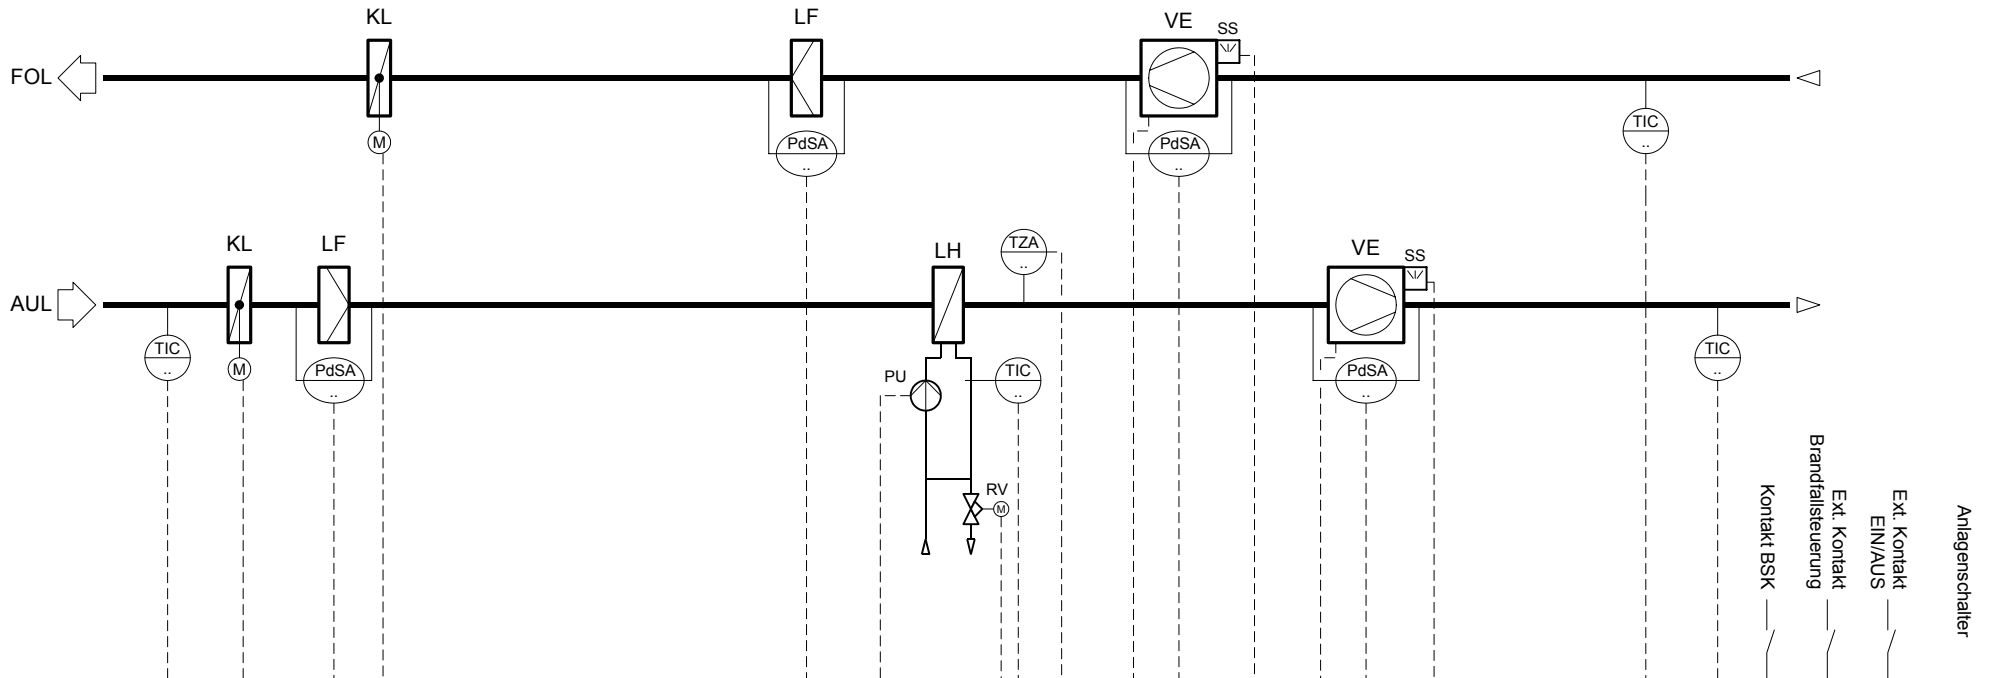 KL
LF
VE
SS
FOL
M
PdSA
..
PdSA
..
TIC
..
KL
LF
LH
TZA
..
VE
SS
AUL
TIC
..
M
PdSA
..
PU
TIC
..
PdSA
..
TIC
..
RV
M
Kontakt BSK
Ext. Kontakt
Brandfallsteuerung
Ext. Kontakt
EIN/AUS
Anlagenschalter